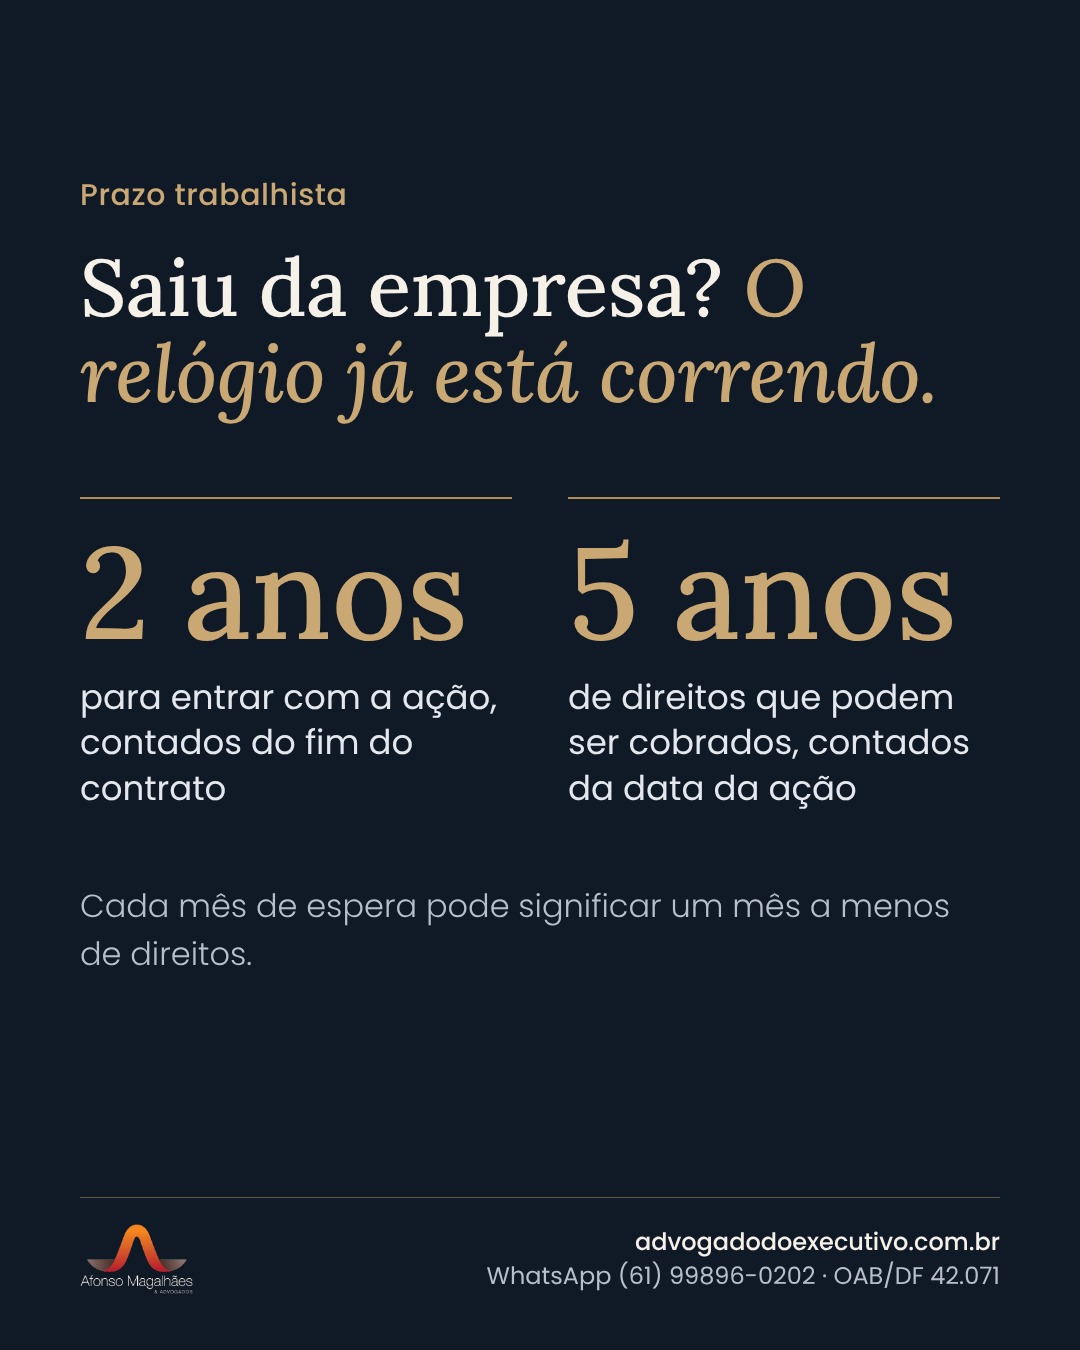 Prazo trabalhista
Saiu da empresa? O
relógio já está correndo.
2 anos
para entrar com a ação,
contados do fim do
contrato
5 anos
de direitos que podem
ser cobrados, contados
da data da ação
Cada mês de espera pode significar um mês a menos
de direitos.
Afonso Magalhães
& ADVOGADOS
advogadodoexecutivo.com.br
WhatsApp (61) 99896-0202 · OAB/DF 42.071